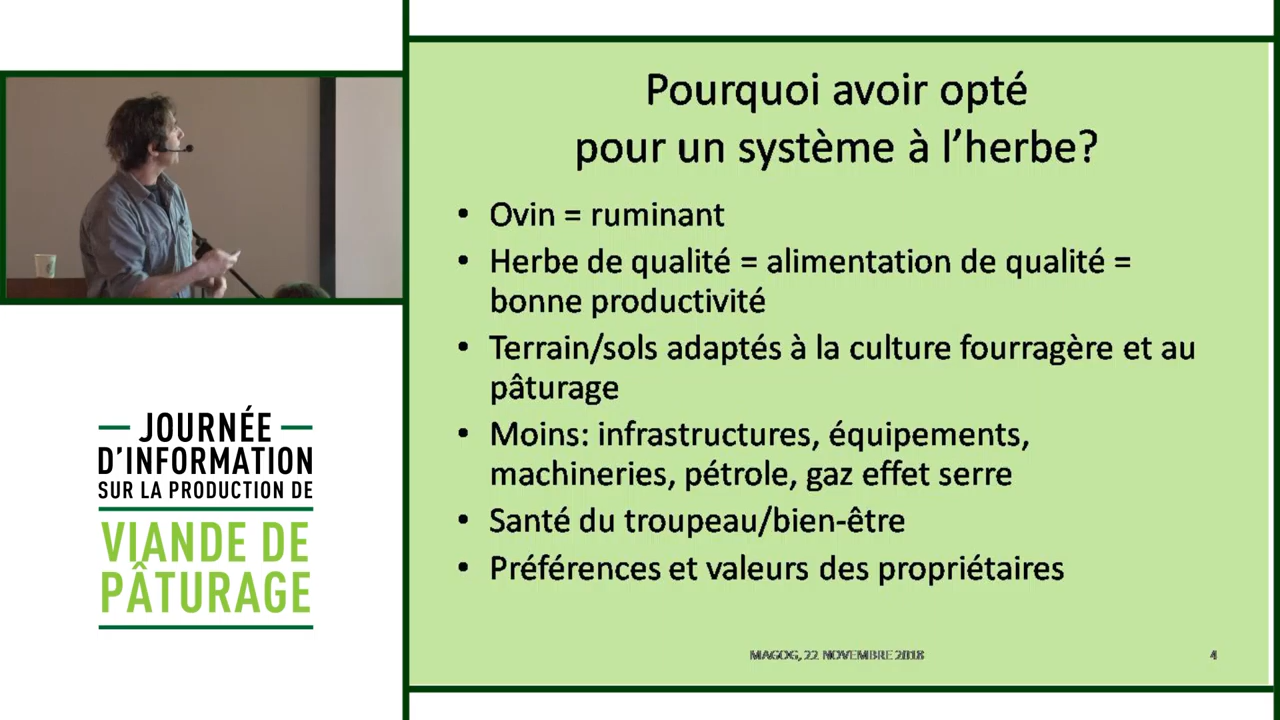 JOURNÉE
D'INFORMATION
SUR LA PRODUCTION DE
VIANDE DE
PÂTURAGE
Pourquoi avoir opté
pour un système à l'herbe?
• Ovin = ruminant
• Herbe de qualité = alimentation de qualité =
bonne productivité
• Terrain/sols adaptés à la culture fourragère et au
pâturage
• Moins: infrastructures, équipements,
machineries, pétrole, gaz effet serre
• Santé du troupeau/bien-être
• Préférences et valeurs des propriétaires
MAGOG, 22 NOVEMBRE 2018
4